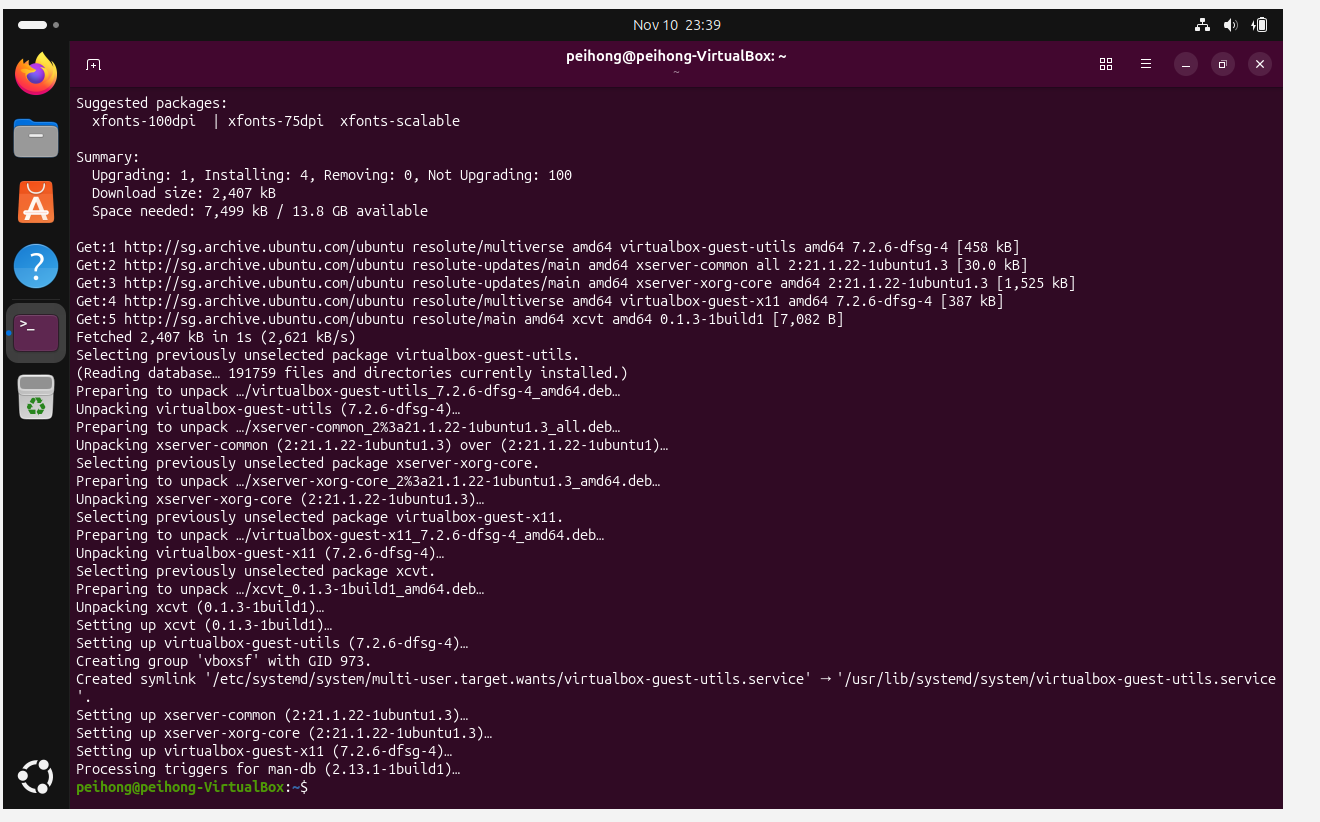 Nov 10 23:39
peihong@peihong-VirtualBox: ~
~
Suggested packages:
  xfonts-100dpi  | xfonts-75dpi  xfonts-scalable

Summary:
  Upgrading: 1, Installing: 4, Removing: 0, Not Upgrading: 100
  Download size: 2,407 kB
  Space needed: 7,499 kB / 13.8 GB available

Get:1 http://sg.archive.ubuntu.com/ubuntu resolute/multiverse amd64 virtualbox-guest-utils amd64 7.2.6-dfsg-4 [458 kB]
Get:2 http://sg.archive.ubuntu.com/ubuntu resolute-updates/main amd64 xserver-common all 2:21.1.22-1ubuntu1.3 [30.0 kB]
Get:3 http://sg.archive.ubuntu.com/ubuntu resolute-updates/main amd64 xserver-xorg-core amd64 2:21.1.22-1ubuntu1.3 [1,525 kB]
Get:4 http://sg.archive.ubuntu.com/ubuntu resolute/multiverse amd64 virtualbox-guest-x11 amd64 7.2.6-dfsg-4 [387 kB]
Get:5 http://sg.archive.ubuntu.com/ubuntu resolute/main amd64 xcvt amd64 0.1.3-1build1 [7,082 B]
Fetched 2,407 kB in 1s (2,621 kB/s)
Selecting previously unselected package virtualbox-guest-utils.
(Reading database… 191759 files and directories currently installed.)
Preparing to unpack …/virtualbox-guest-utils_7.2.6-dfsg-4_amd64.deb…
Unpacking virtualbox-guest-utils (7.2.6-dfsg-4)…
Preparing to unpack …/xserver-common_2%3a21.1.22-1ubuntu1.3_all.deb…
Unpacking xserver-common (2:21.1.22-1ubuntu1.3) over (2:21.1.22-1ubuntu1)…
Selecting previously unselected package xserver-xorg-core.
Preparing to unpack …/xserver-xorg-core_2%3a21.1.22-1ubuntu1.3_amd64.deb…
Unpacking xserver-xorg-core (2:21.1.22-1ubuntu1.3)…
Selecting previously unselected package virtualbox-guest-x11.
Preparing to unpack …/virtualbox-guest-x11_7.2.6-dfsg-4_amd64.deb…
Unpacking virtualbox-guest-x11 (7.2.6-dfsg-4)…
Selecting previously unselected package xcvt.
Preparing to unpack …/xcvt_0.1.3-1build1_amd64.deb…
Unpacking xcvt (0.1.3-1build1)…
Setting up xcvt (0.1.3-1build1)…
Setting up virtualbox-guest-utils (7.2.6-dfsg-4)…
Creating group 'vboxsf' with GID 973.
Created symlink '/etc/systemd/system/multi-user.target.wants/virtualbox-guest-utils.service' → '/usr/lib/systemd/system/virtualbox-guest-utils.service
'.
Setting up xserver-common (2:21.1.22-1ubuntu1.3)…
Setting up xserver-xorg-core (2:21.1.22-1ubuntu1.3)…
Setting up virtualbox-guest-x11 (7.2.6-dfsg-4)…
Processing triggers for man-db (2.13.1-1build1)…
peihong@peihong-VirtualBox:~$